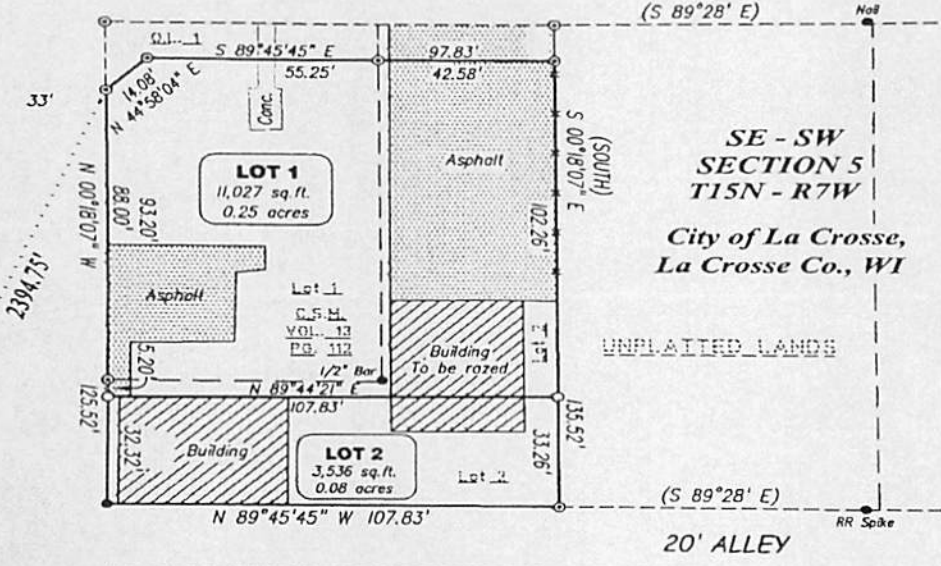 (S 89°28' E)
Nail
O.L. 1
S 89°45'45" E
97.83'
55.25'
42.58'
14.08'
N 44°58'04" E
33'
Conc.
LOT 1
11,027 sq.ft.
0.25 acres
Asphalt
(SOUTH)
S 00°18'07" E
102.26'
SE - SW
SECTION 5
T15N - R7W
City of La Crosse,
La Crosse Co., WI
N 00°18'07" W
88.00'
93.20'
2394.75'
Asphalt
Lot 1
C.S.M.
VOL. 13
PG. 112
Building
To be razed
Lot 2
UNPLATTED LANDS
5.20'
1/2" Bar
N 89°44'21" E
107.83'
125.52'
32.32'
Building
LOT 2
3,536 sq.ft.
0.08 acres
135.52'
33.26'
(S 89°28' E)
N 89°45'45" W 107.83'
RR Spike
20' ALLEY